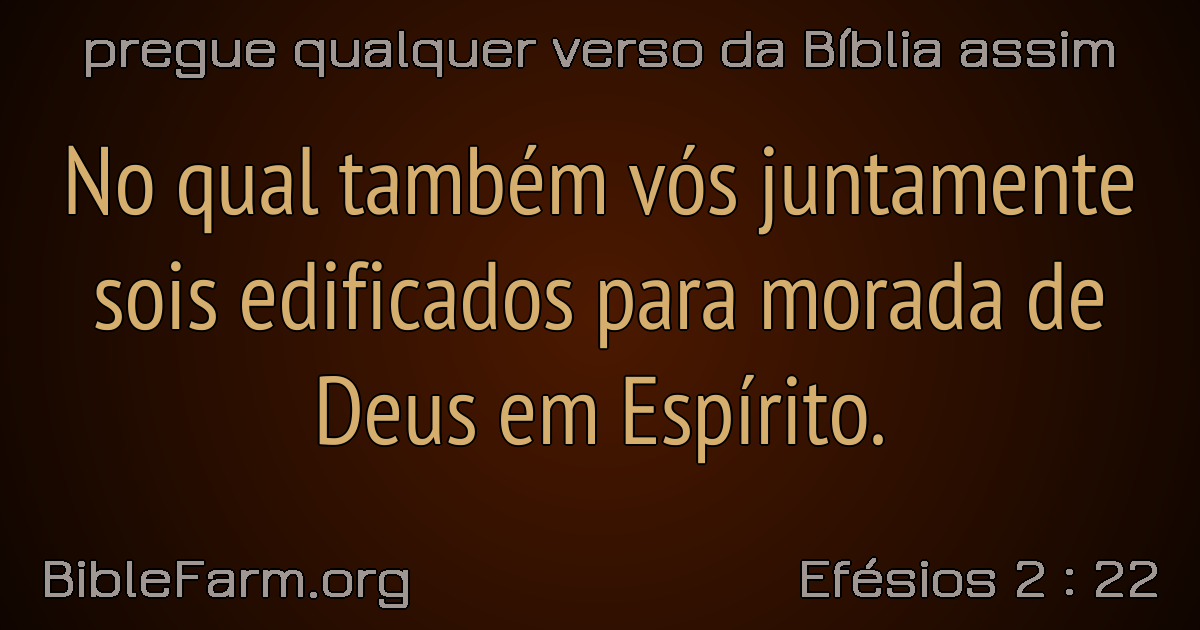 pregue qualquer verso da Bíblia assim
No qual também vós juntamente
sois edificados para morada de
Deus em Espírito.
BibleFarm.org
Efésios 2 : 22